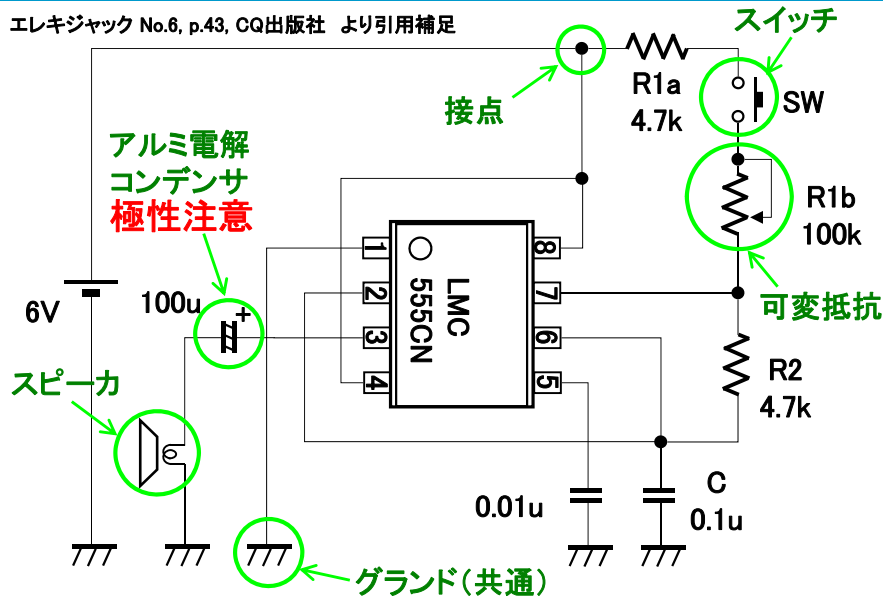 エレキジャック No.6, p.43, CQ出版社 より引用補足
スイッチ
接点
R1a
4.7k
SW
アルミ電解
コンデンサ
極性注意
R1b
100k
可変抵抗
1
2
3
4
8
7
6
5
LMC
555CN
6V
100u
+
スピーカ
R2
4.7k
0.01u
C
0.1u
グランド(共通)